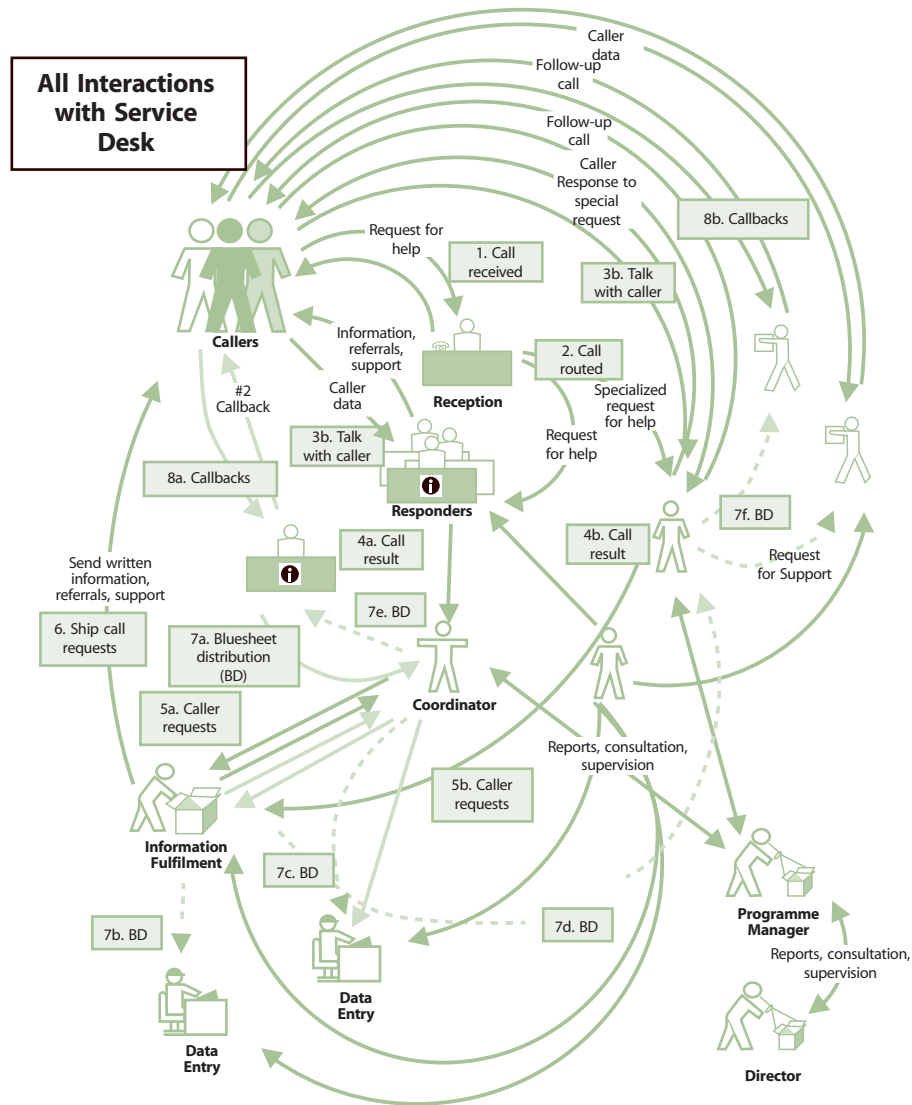 All Interactions
with Service
Desk
Caller
data
Follow-up
call
Follow-up
call
Caller
Response to
special
request
8b. Callbacks
Request for
help
1. Call
received
3b. Talk
with caller
Callers
Information,
referrals,
support
2. Call
routed
Reception
Specialized
request
for help
#2
Callback
Caller
data
Request
for help
3b. Talk
with caller
8a. Callbacks
i
Responders
7f. BD
4a. Call
result
4b. Call
result
Request
for Support
i
Send written
information,
referrals, support
7e. BD
6. Ship call
requests
7a. Bluesheet
distribution
(BD)
Coordinator
5a. Caller
requests
Reports, consultation,
supervision
5b. Caller
requests
Information
Fulfilment
7c. BD
7b. BD
7d. BD
Programme
Manager
Reports, consultation,
supervision
Data
Entry
Data
Entry
Director